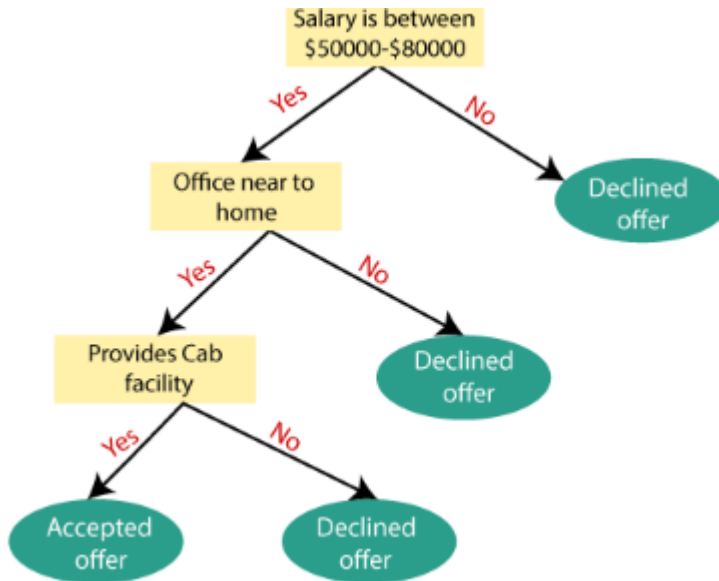 Salary is between
$50000-$80000
Yes
No
Office near to
home
Declined
offer
Yes
No
Provides Cab
facility
Declined
offer
Yes
No
Accepted
offer
Declined
offer